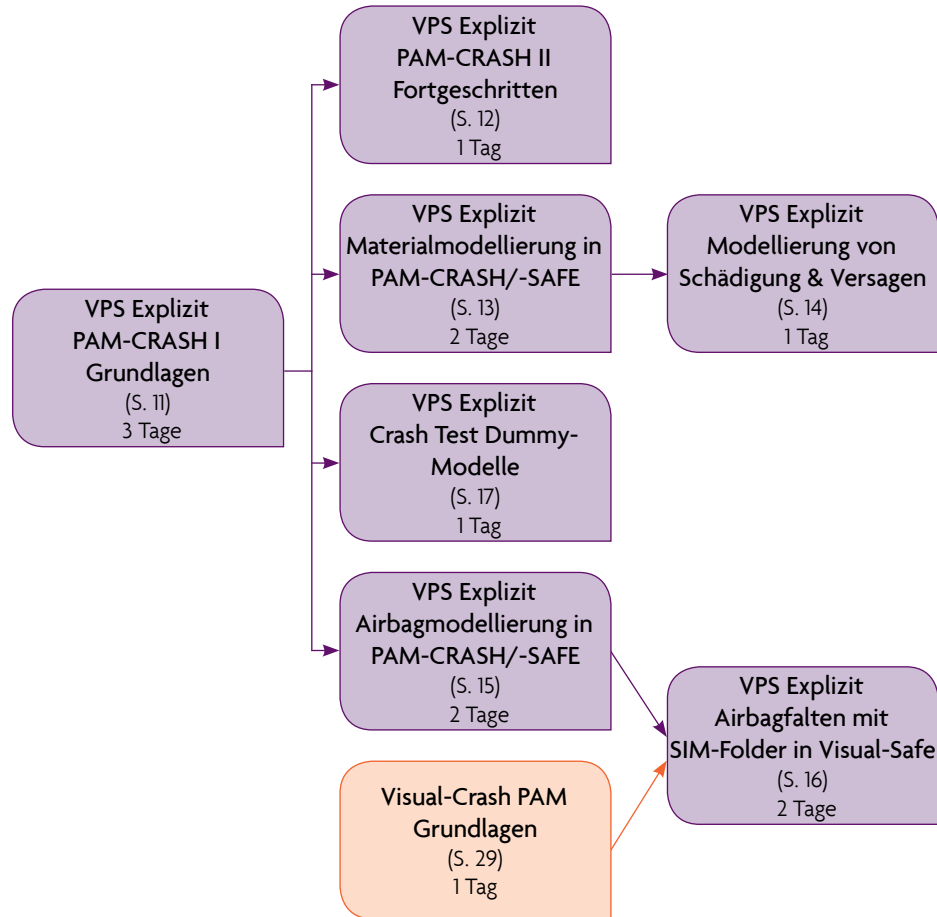 VPS Explizit
PAM-CRASH II
Fortgeschritten
(S. 12)
1 Tag
VPS Explizit
Materialmodellierung in
PAM-CRASH/-SAFE
(S. 13)
2 Tage
VPS Explizit
Modellierung von
Schädigung & Versagen
(S. 14)
1 Tag
VPS Explizit
PAM-CRASH I
Grundlagen
(S. 11)
3 Tage
VPS Explizit
Crash Test Dummy-
Modelle
(S. 17)
1 Tag
VPS Explizit
Airbagmodellierung in
PAM-CRASH/-SAFE
(S. 15)
2 Tage
VPS Explizit
Airbagfalten mit
SIM-Folder in Visual-Safe
(S. 16)
2 Tage
Visual-Crash PAM
Grundlagen
(S. 29)
1 Tag